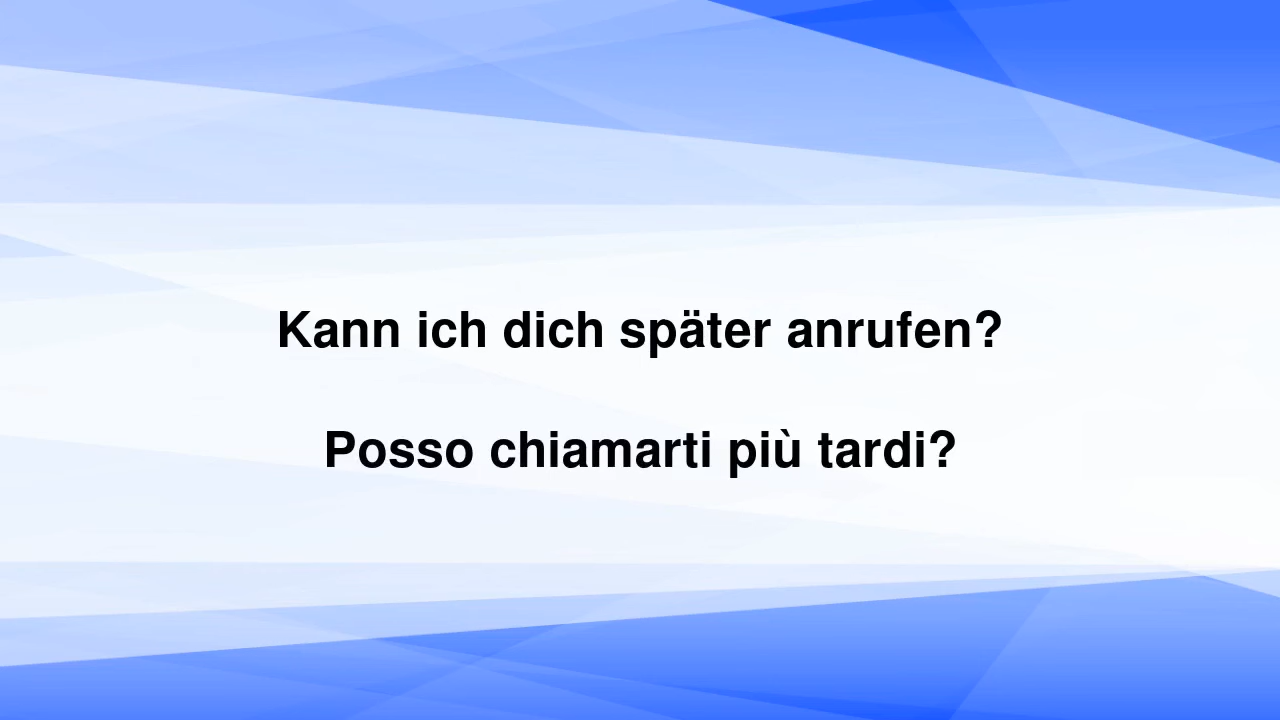 Kann ich dich später anrufen?
Posso chiamarti più tardi?